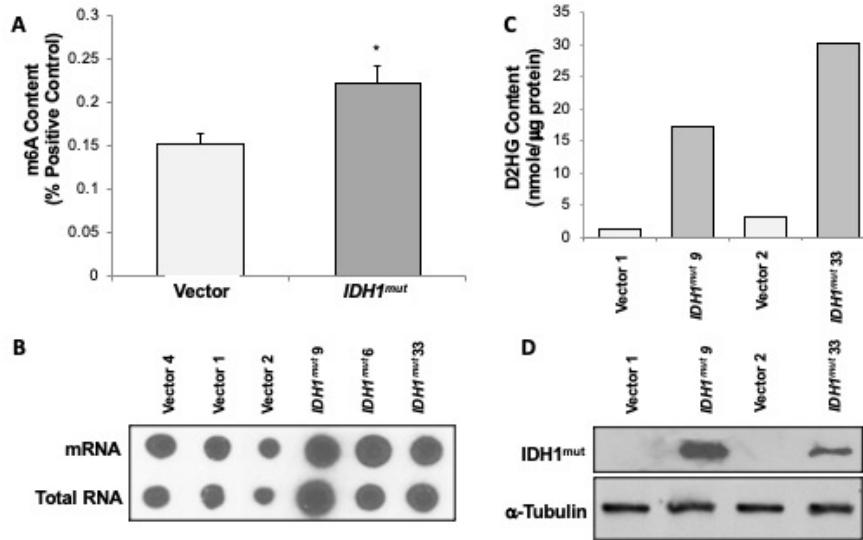 A
m6A Content
(% Positive Control)
0.3
0.25
0.2
0.15
0.1
0.05
0
*
Vector
IDH1mut
C
D2HG Content
(nmole/µg protein)
35
30
25
20
15
10
5
0
Vector 1
IDH1mut 9
Vector 2
IDH1mut 33
B
Vector 4
Vector 1
Vector 2
IDH1mut 9
IDH1mut 6
IDH1mut 33
mRNA
Total RNA
D
Vector 1
IDH1mut 9
Vector 2
IDH1mut 33
IDH1mut
α-Tubulin